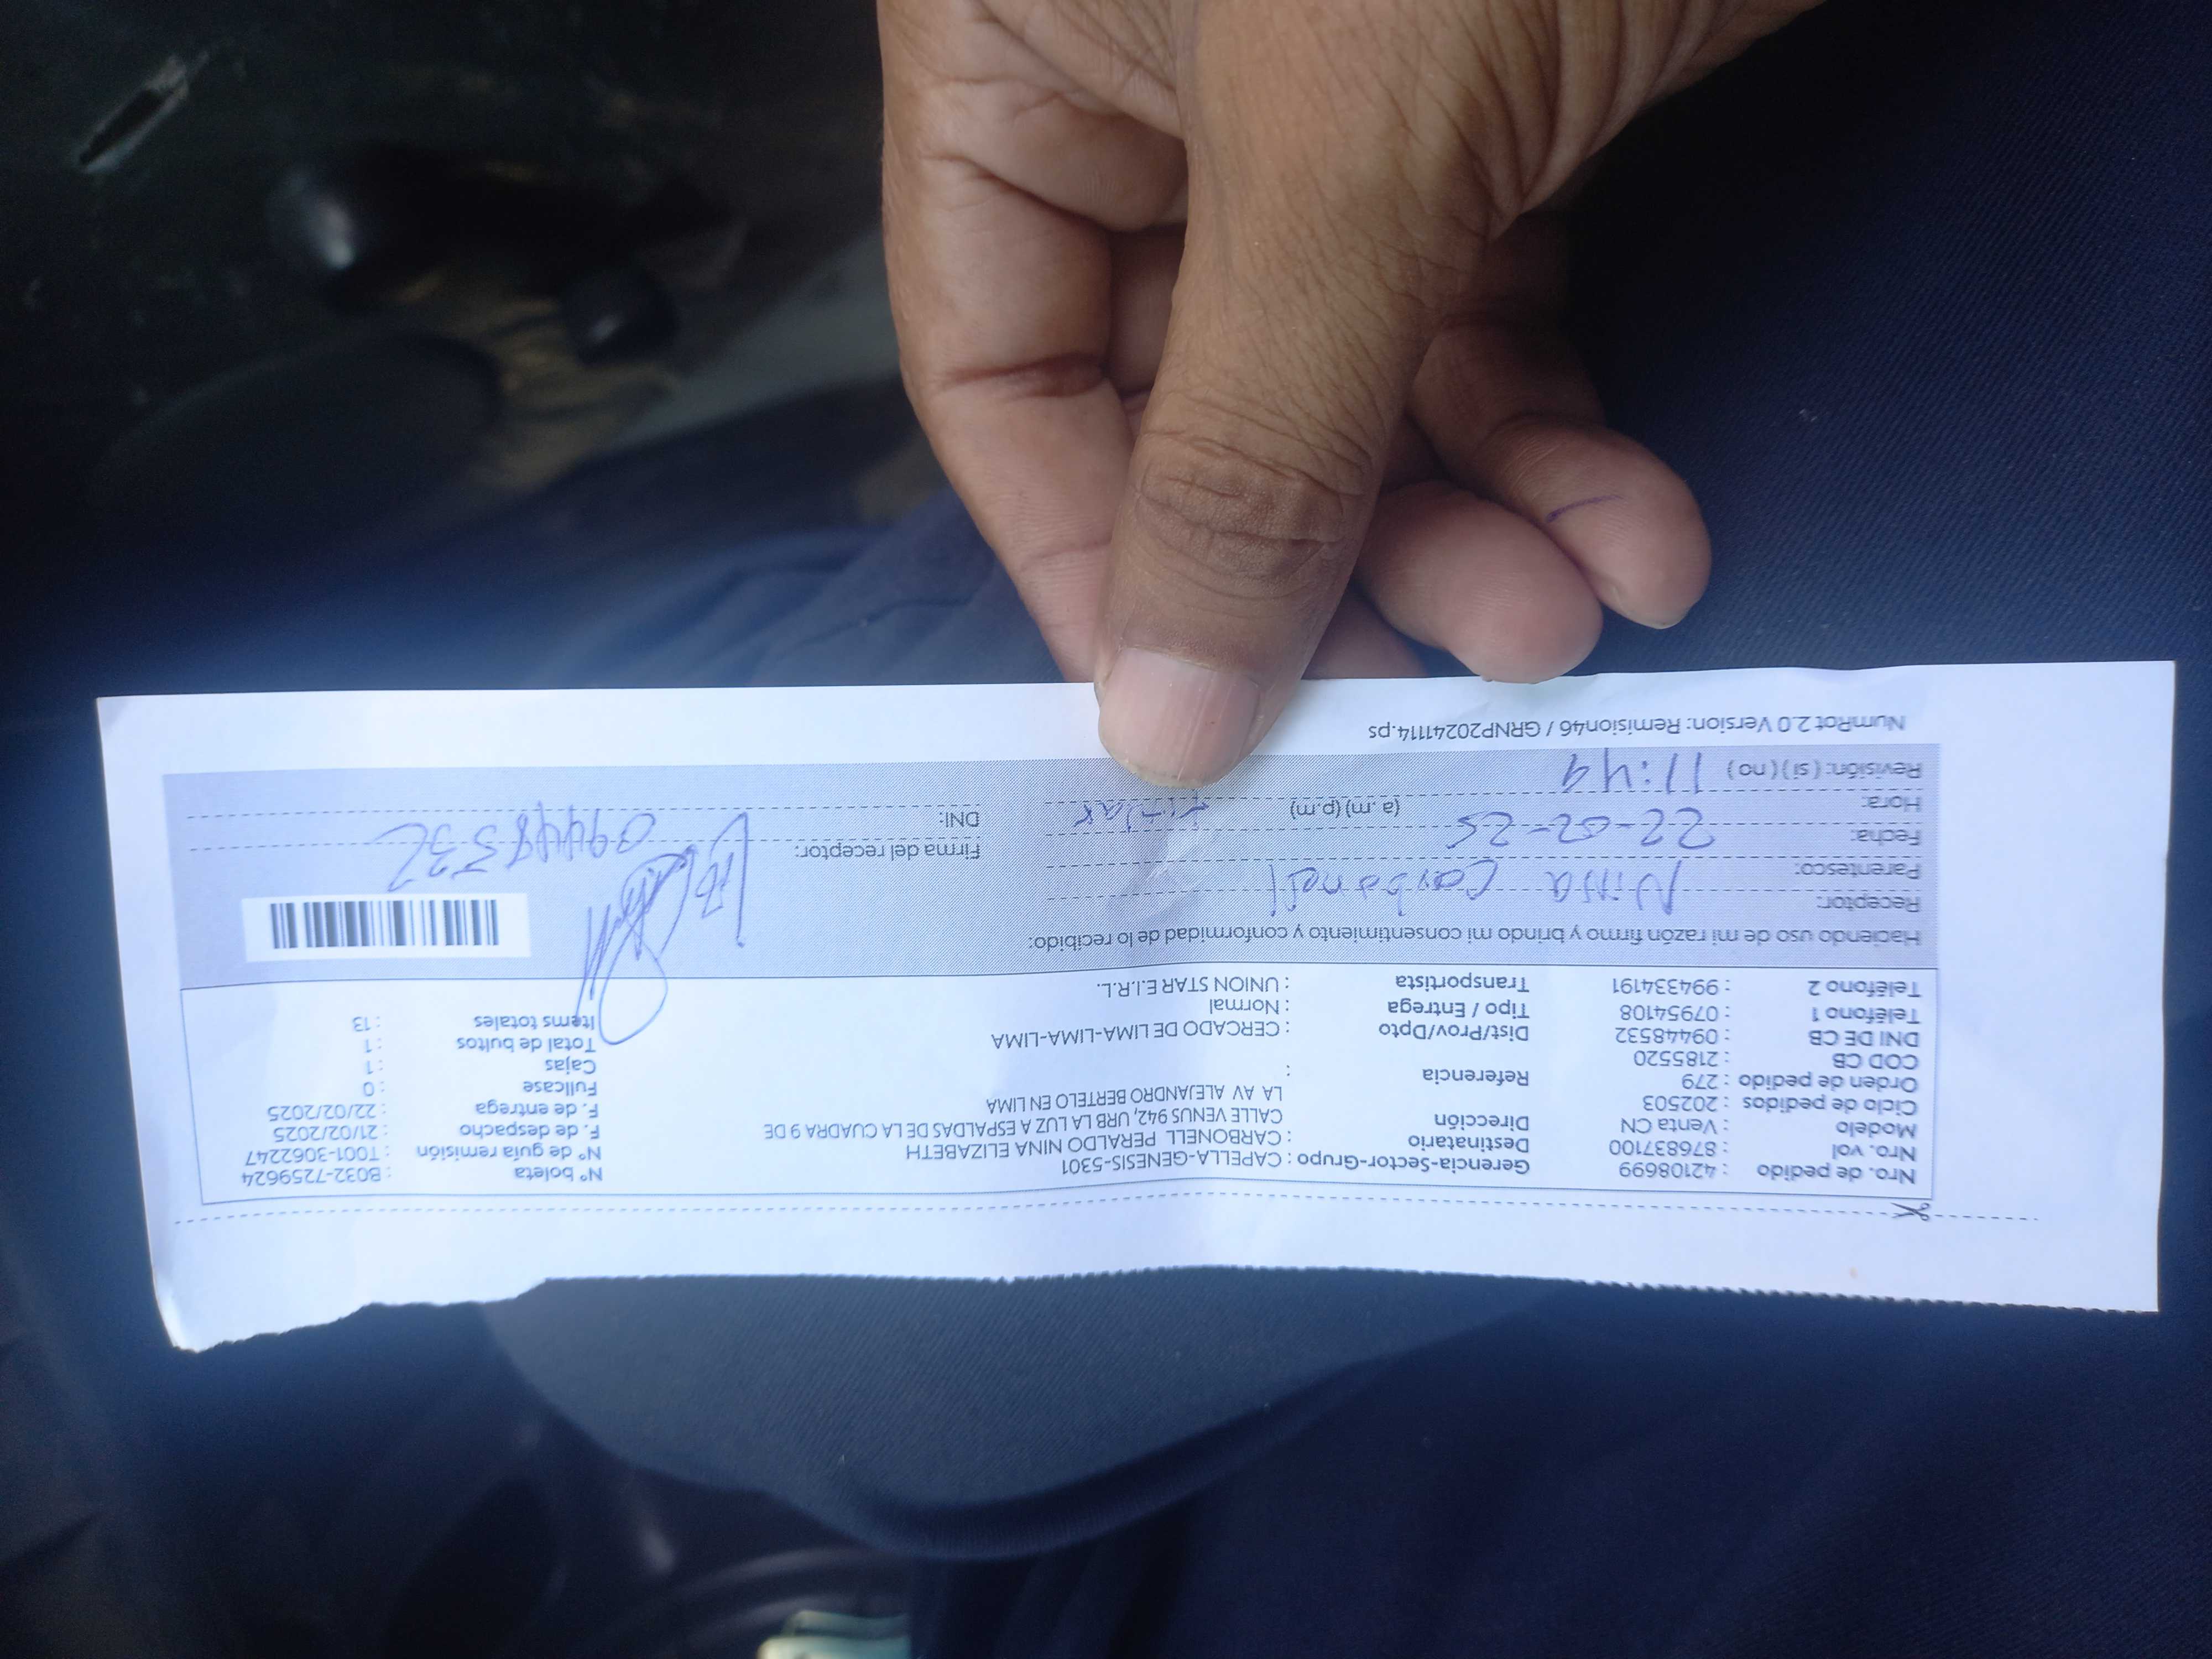 Nro. de pedido : 42108699
Nro. vol : 876837100
Modelo : Venta CN
Ciclo de pedidos : 202503
Orden de pedido : 279
COD CB : 2185520
DNI DE CB : 09448532
Teléfono 1 : 07954108
Teléfono 2 : 994334191
Gerencia-Sector-Grupo : CAPELLA-GENESIS-5301
Destinatario : CARBONELL PERALDO NINA ELIZABETH
Dirección CALLE VENUS 942, URB LA LUZ A ESPALDAS DE LA CUADRA 9 DE
LA AV ALEJANDRO BERTELO EN LIMA
Referencia :
Dist/Prov/Dpto : CERCADO DE LIMA-LIMA-LIMA
Tipo / Entrega : Normal
Transportista : UNION STAR E.I.R.L.
N° boleta : B032-7259624
N° de guía remisión : T001-3062247
F. de despacho : 21/02/2025
F. de entrega : 22/02/2025
Fullcase : 0
Cajas : 1
Total de bultos : 1
Items totales : 13
Haciendo uso de mi razón firmo y brindo mi consentimiento y conformidad de lo recibido:
Receptor: Nina Carbonell
Parentesco:
Fecha: 22-02-25
Hora: (a.m) (p.m) titular
Revisión: ( si ) ( no ) 11:49
Firma del receptor:
DNI: 09448532
NumRot 2.0 Version: Remision46 / GRNP20241114.ps